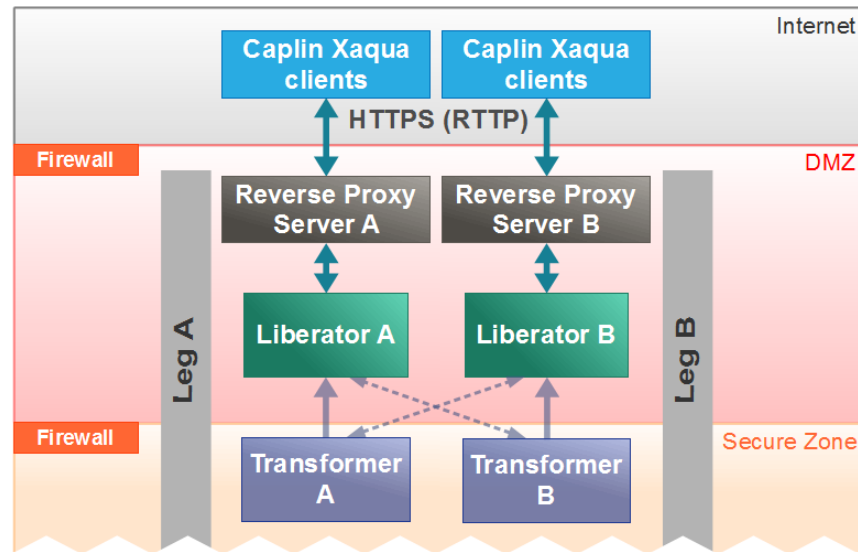 Internet
Caplin Xaqua
clients
Caplin Xaqua
clients
HTTPS (RTTP)
Firewall
DMZ
Reverse Proxy
Server A
Reverse Proxy
Server B
Leg A
Liberator A
Liberator B
Leg B
Firewall
Secure Zone
Transformer
A
Transformer
B